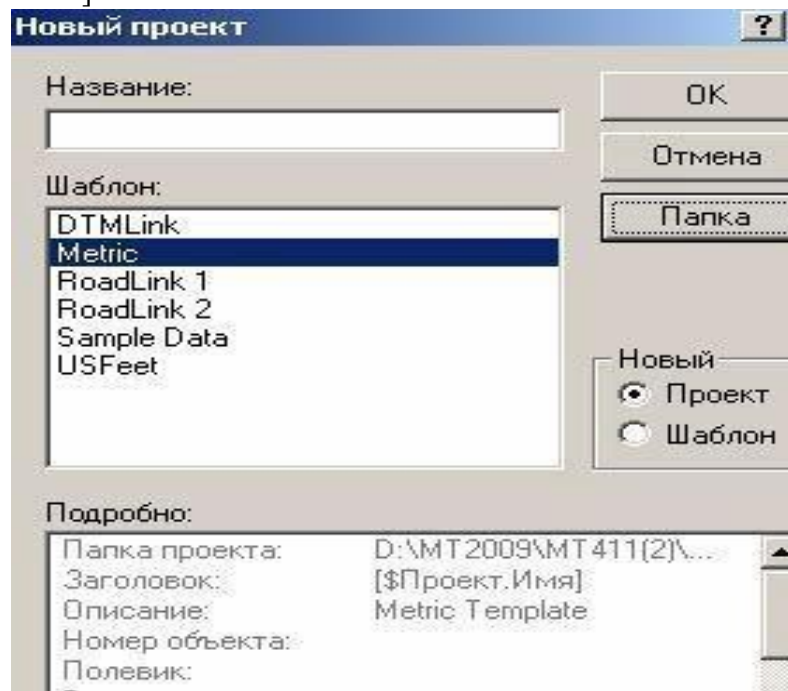 ]
Новый проект
?
Название:
OK
Отмена
Шаблон:
Папка
DTMLink
Metric
RoadLink 1
RoadLink 2
Sample Data
USFeet
Новый
Проект
Шаблон
Подробно:
Папка проекта: D:\MT2009\MT411(2)\...
Заголовок: [$Проект.Имя]
Описание: Metric Template
Номер объекта:
Полевик: